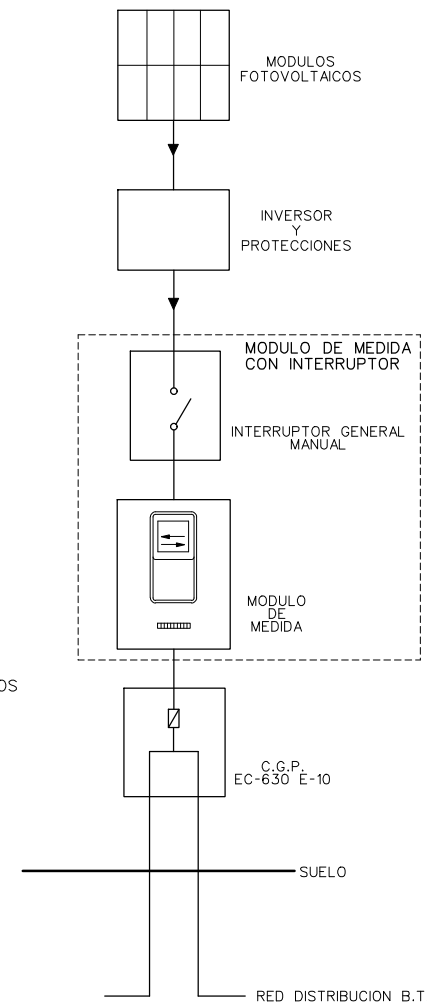 MODULOS
FOTOVOLTAICOS
INVERSOR
Y
PROTECCIONES
MODULO DE MEDIDA
CON INTERRUPTOR
INTERRUPTOR GENERAL
MANUAL
MODULO
DE
MEDIDA
OS
C.G.P.
EC-630 E-10
SUELO
RED DISTRIBUCION B.T